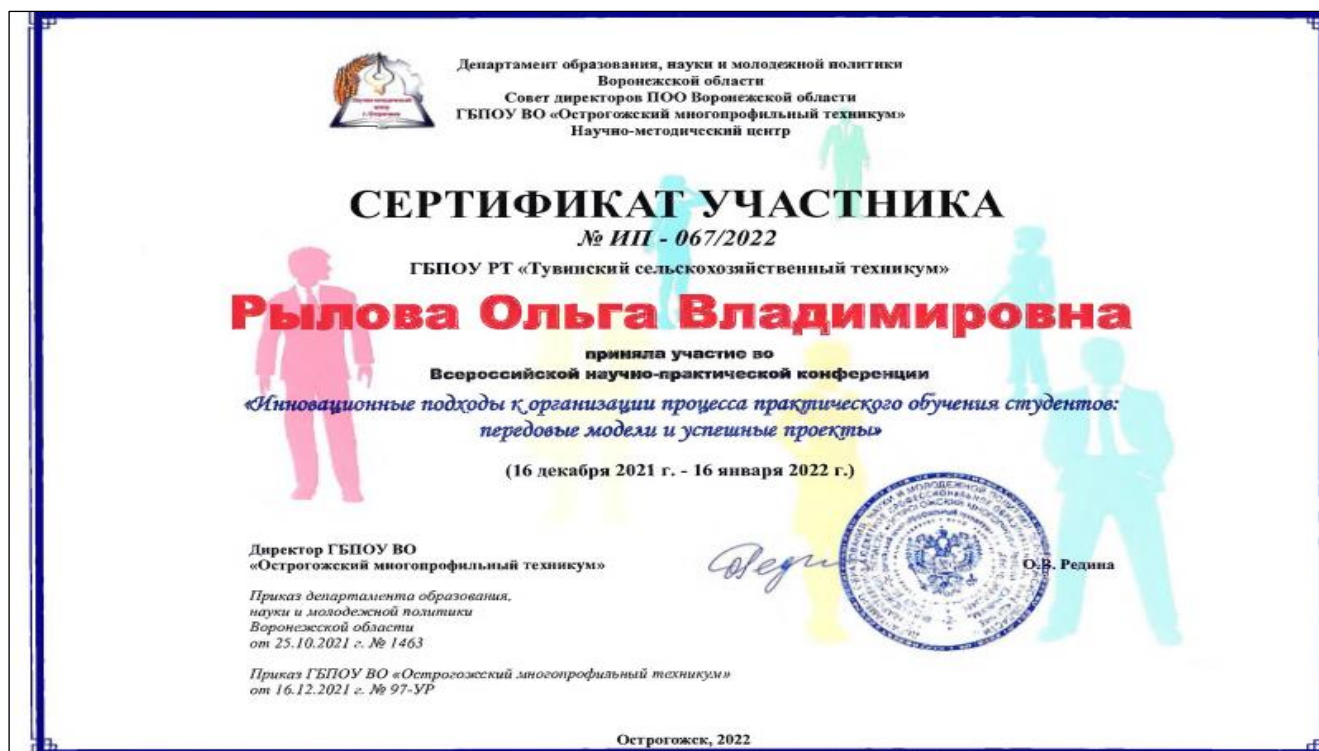 Департамент образования, науки и молодежной политики
Воронежской области
Совет директоров ПОО Воронежской области
ГБПОУ ВО «Острогожский многопрофильный техникум»
Научно-методический центр
Научно-методический
центр
г. Острогожск
СЕРТИФИКАТ УЧАСТНИКА
№ ИП - 067/2022
ГБПОУ РТ «Тувинский сельскохозяйственный техникум»
Рылова Ольга Владимировна
приняла участие во
Всероссийской научно-практической конференции
«Инновационные подходы к организации процесса практического обучения студентов:
передовые модели и успешные проекты»
(16 декабря 2021 г. - 16 января 2022 г.)
Директор ГБПОУ ВО
«Острогожский многопрофильный техникум»
О.В. Редина
Приказ департамента образования,
науки и молодежной политики
Воронежской области
от 25.10.2021 г. № 1463
Приказ ГБПОУ ВО «Острогожский многопрофильный техникум»
от 16.12.2021 г. № 97-УР
Острогожск, 2022